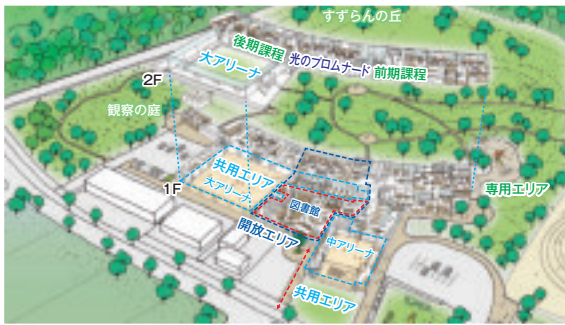 すずらんの丘
後期課程
光のプロムナード
前期課程
大アリーナ
2F
観察の庭
共用エリア
大アリーナ
1F
図書館
専用エリア
開放エリア
中アリーナ
共用エリア